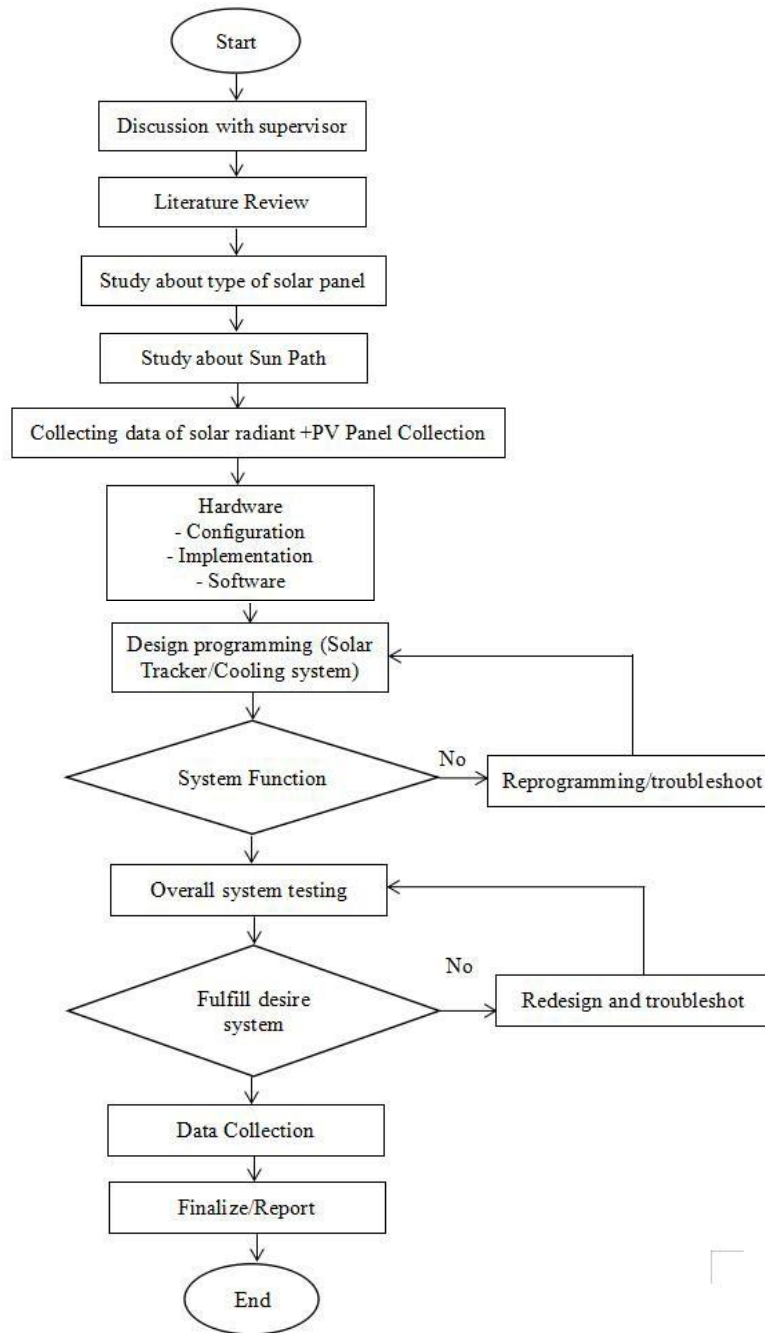 Start
Discussion with supervisor
Literature Review
Study about type of solar panel
Study about Sun Path
Collecting data of solar radiant +PV Panel Collection
Hardware
- Configuration
- Implementation
- Software
Design programming (Solar
Tracker/Cooling system)
System Function
No
Reprogramming/troubleshoot
Overall system testing
Fulfill desire
system
No
Redesign and troubleshot
Data Collection
Finalize/Report
End